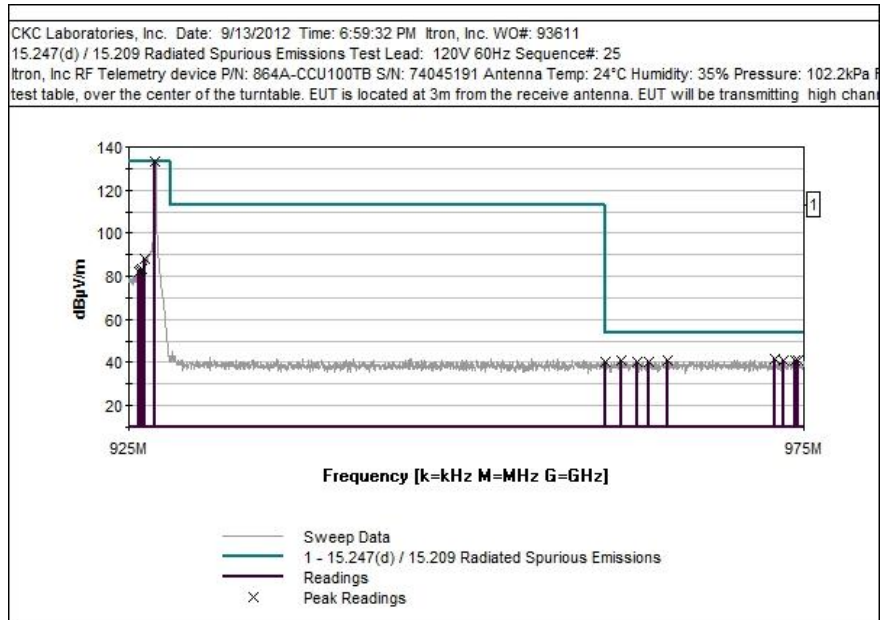 CKC Laboratories, Inc. Date: 9/13/2012 Time: 6:59:32 PM Itron, Inc. WO#: 93611
15.247(d) / 15.209 Radiated Spurious Emissions Test Lead: 120V 60Hz Sequence#: 25
Itron, Inc RF Telemetry device P/N: 864A-CCU100TB S/N: 74045191 Antenna Temp: 24°C Humidity: 35% Pressure: 102.2kPa
test table, over the center of the turntable. EUT is located at 3m from the receive antenna. EUT will be transmitting high
140
120
100
80
60
40
20
dBµV/m
1
925M
975M
Frequency [k=kHz M=MHz G=GHz]
Sweep Data
1 - 15.247(d) / 15.209 Radiated Spurious Emissions
Readings
Peak Readings